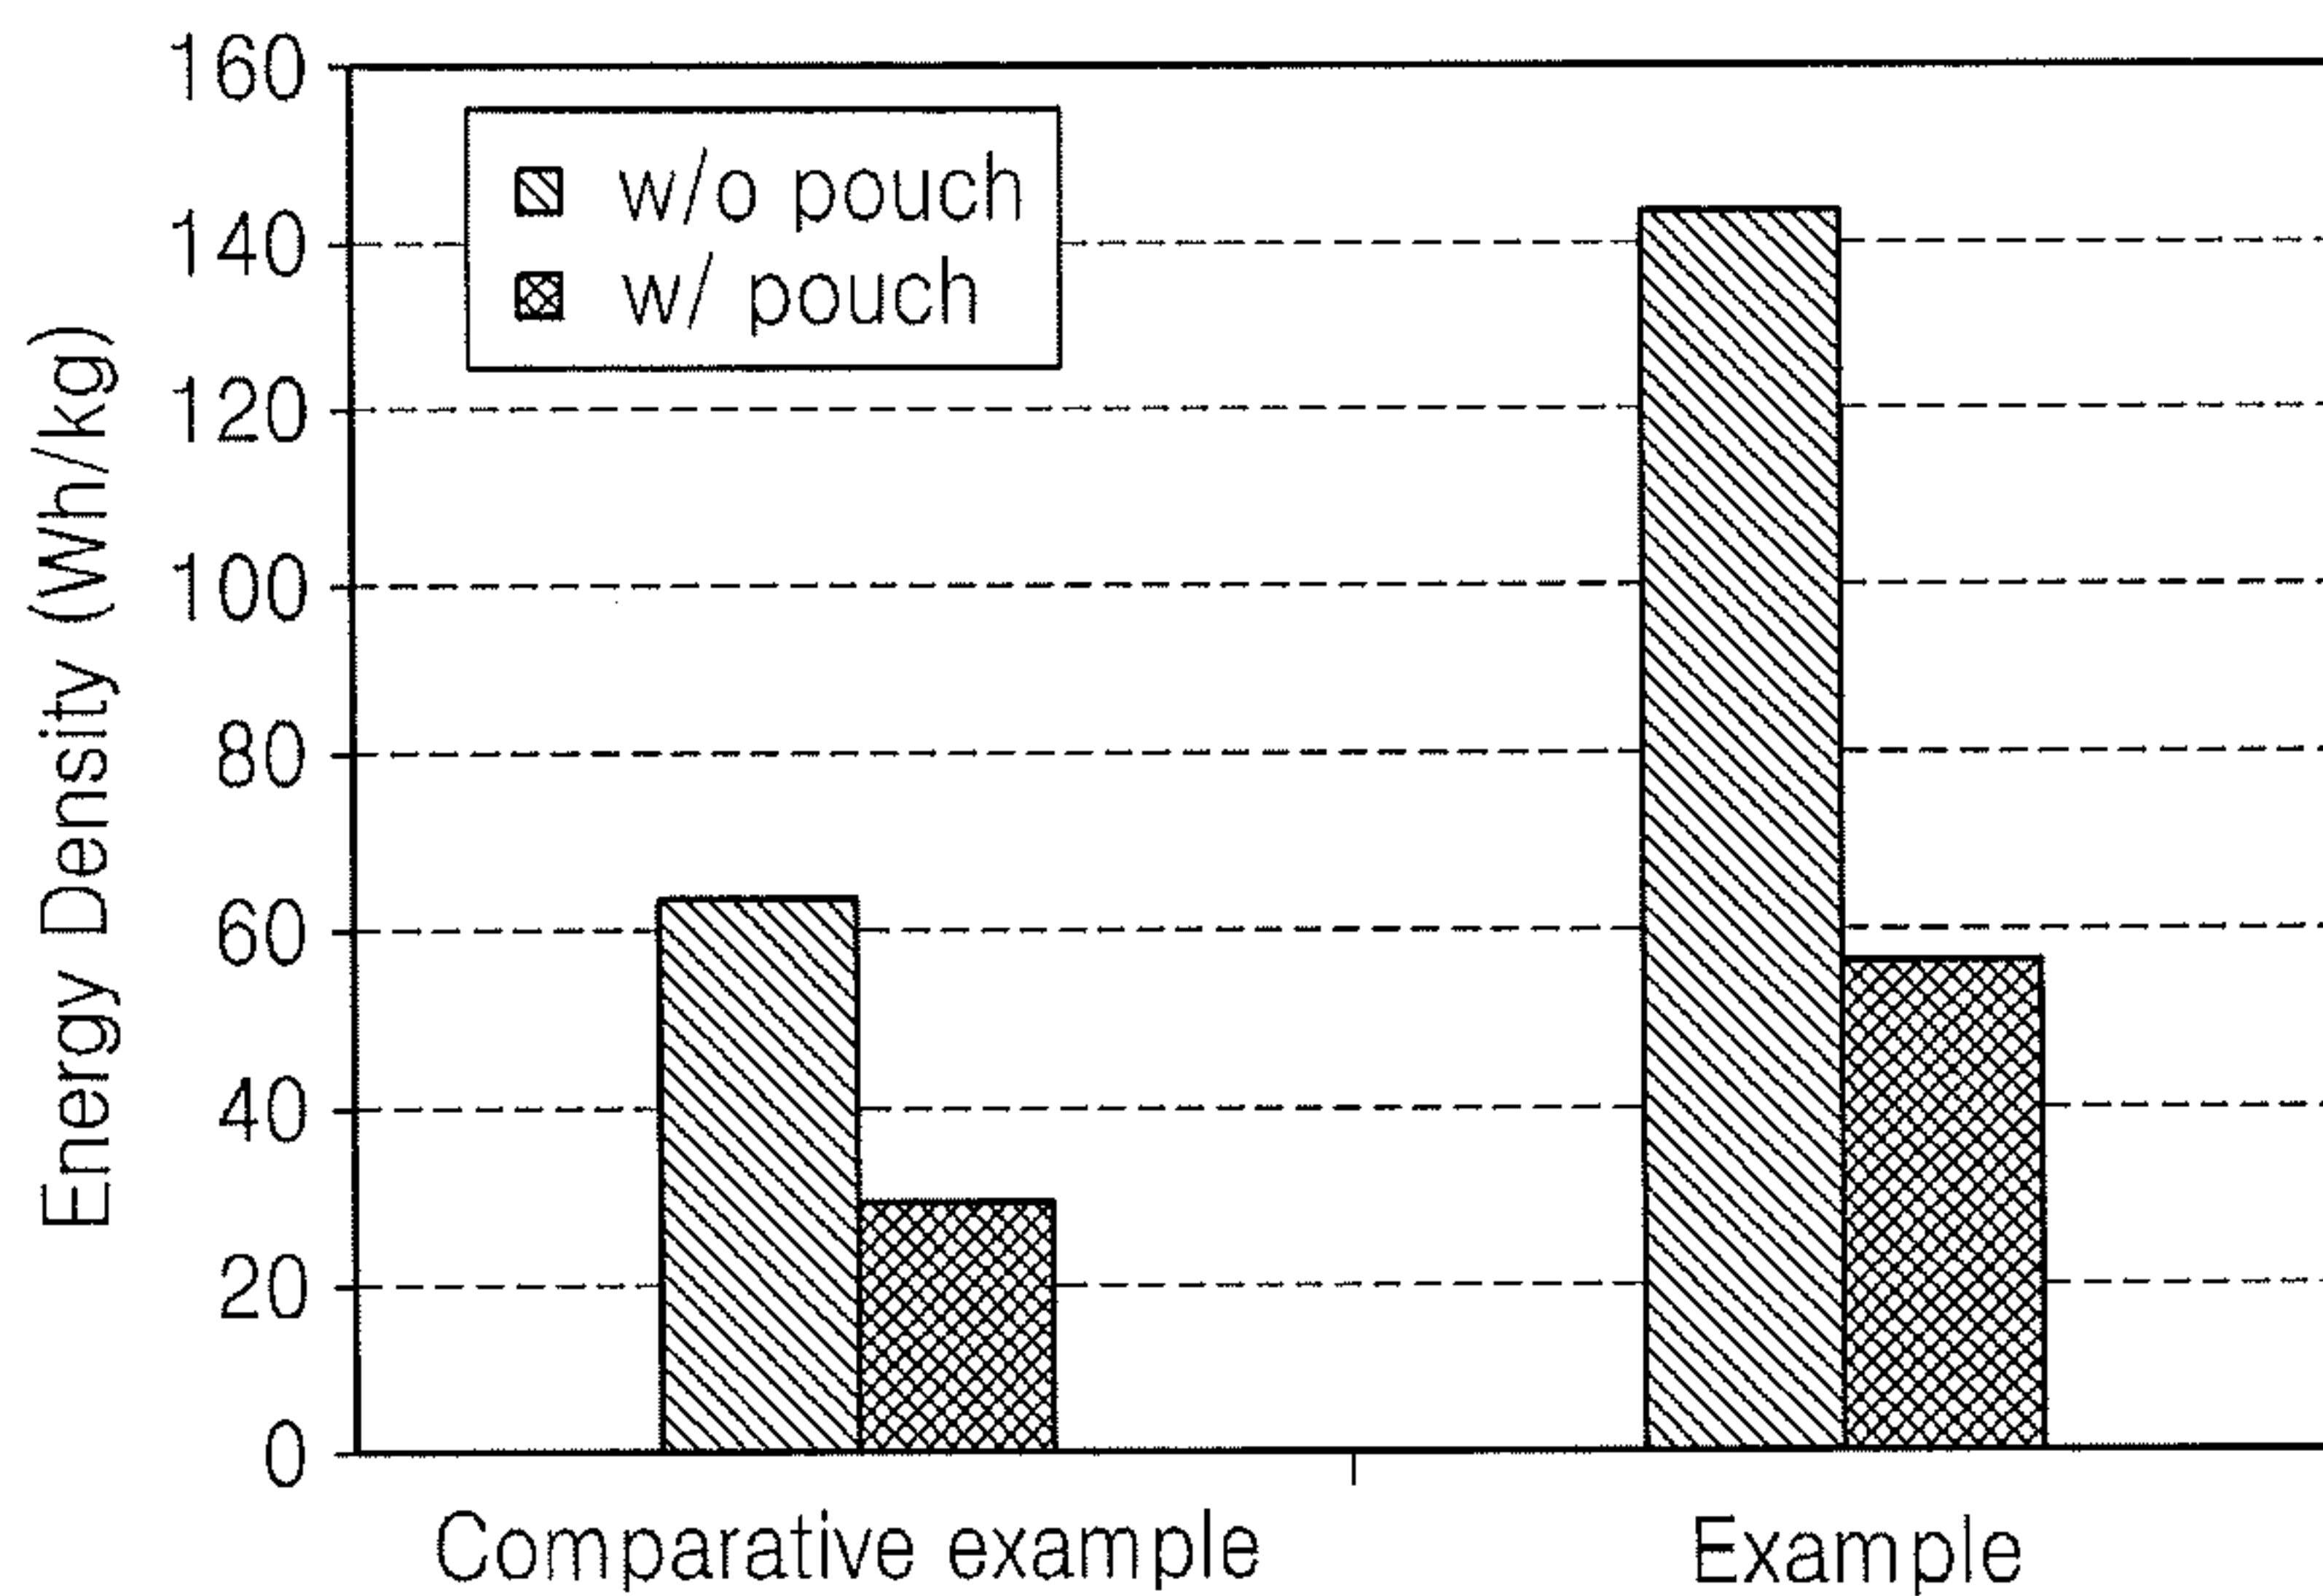 160
140
120
100
80
60
40
20
0
Energy Density (Wh/kg)
w/o pouch
w/ pouch
Comparative example
Example